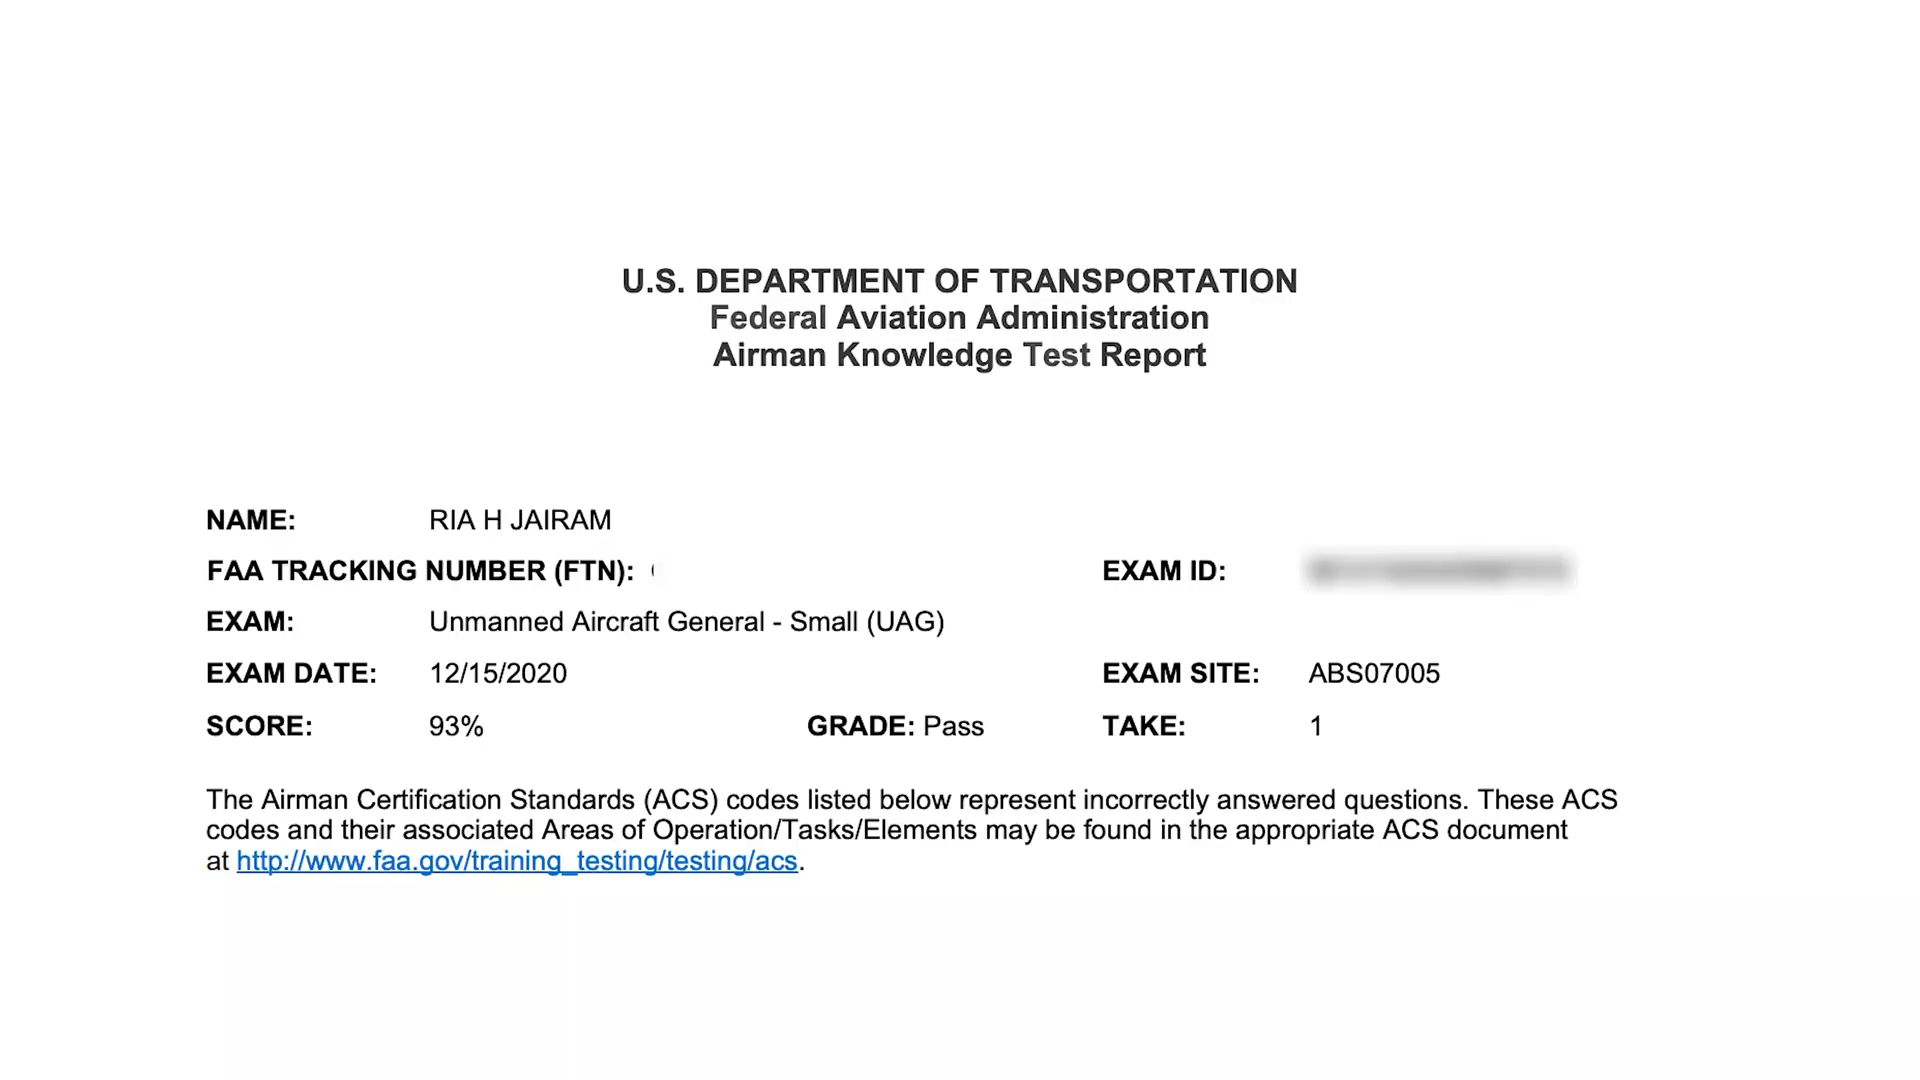 U.S. DEPARTMENT OF TRANSPORTATION
Federal Aviation Administration
Airman Knowledge Test Report
NAME: RIA H JAIRAM
FAA TRACKING NUMBER (FTN): EXAM ID:
EXAM: Unmanned Aircraft General - Small (UAG)
EXAM DATE: 12/15/2020 EXAM SITE: ABS07005
SCORE: 93% GRADE: Pass TAKE: 1
The Airman Certification Standards (ACS) codes listed below represent incorrectly answered questions. These ACS
codes and their associated Areas of Operation/Tasks/Elements may be found in the appropriate ACS document
at http://www.faa.gov/training_testing/testing/acs.